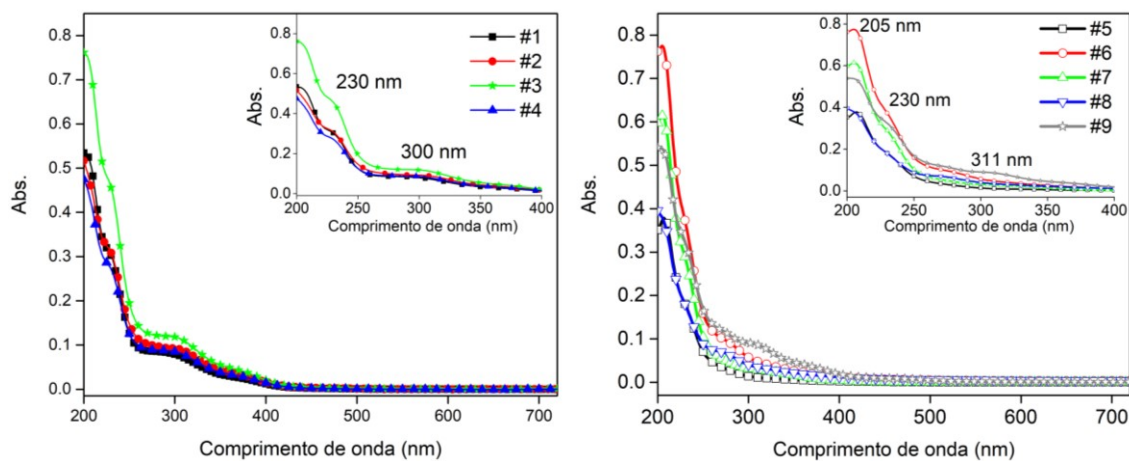 0.8
0.7
0.6
0.5
0.4
0.3
0.2
0.1
0.0
Abs.
200 300 400 500 600 700
Comprimento de onda (nm)
0.8
0.6
0.4
0.2
0.0
Abs.
230 nm
300 nm
200 250 300 350 400
Comprimento de onda (nm)
#1
#2
#3
#4
0.8
0.7
0.6
0.5
0.4
0.3
0.2
0.1
0.0
Abs.
200 300 400 500 600 700
Comprimento de onda (nm)
0.8
0.6
0.4
0.2
0.0
Abs.
205 nm
230 nm
311 nm
200 250 300 350 400
Comprimento de onda (nm)
#5
#6
#7
#8
#9